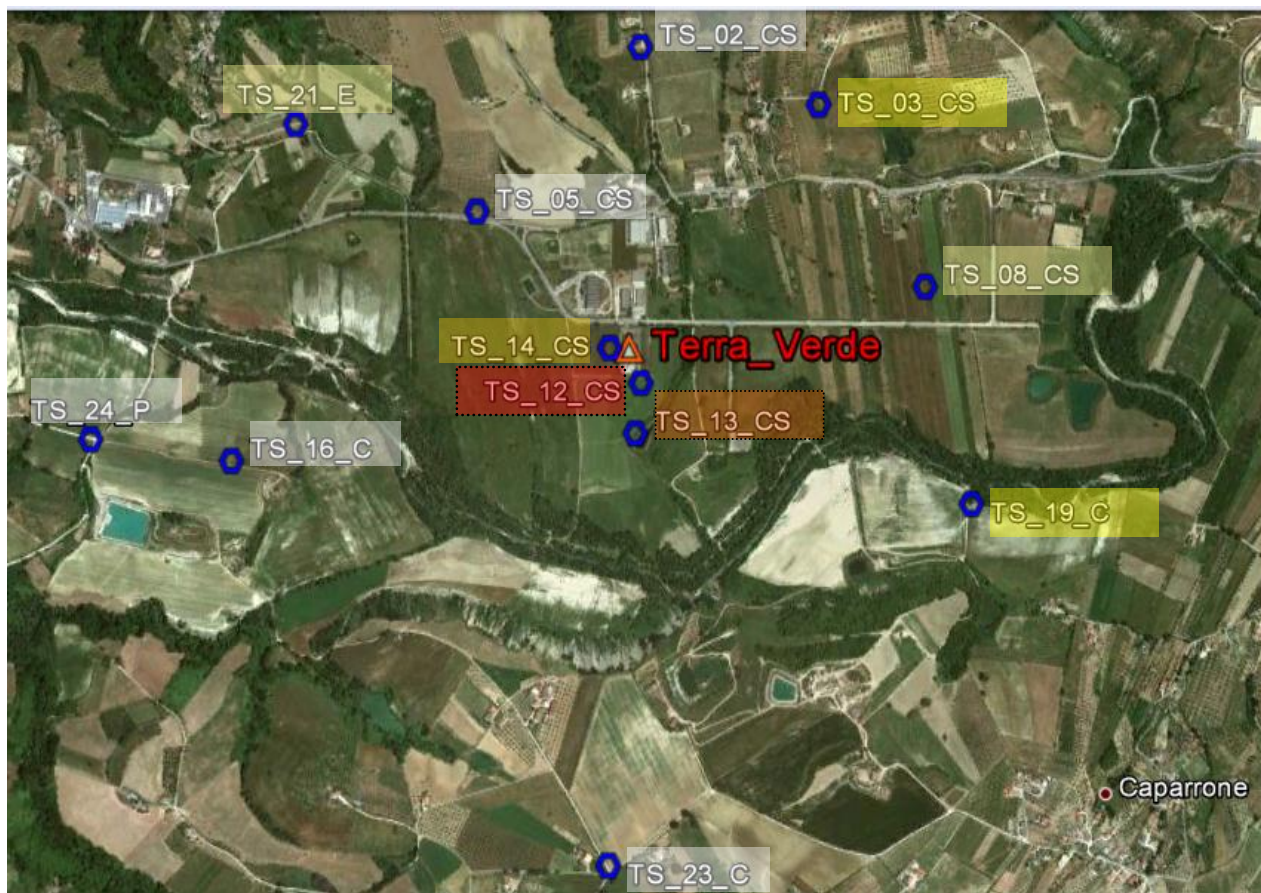 TS_02_CS
TS_21_E
TS_03_CS
TS_05_CS
TS_08_CS
TS_14_CS
Terra_Verde
TS_12_CS
TS_24_P
TS_13_CS
TS_16_C
TS_19_C
Caparrone
TS_23_C